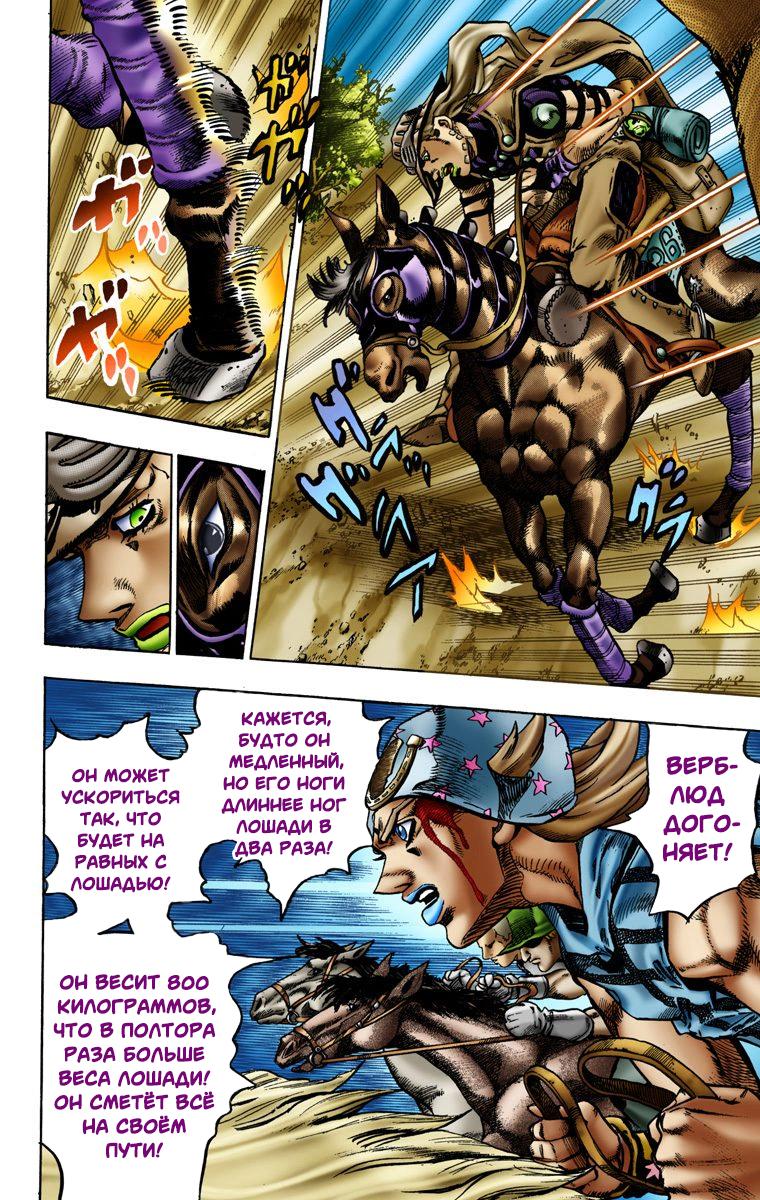 ガガ
ВЕРБ-
ЛЮД
ДОГО-
НЯЕТ!
КАЖЕТСЯ,
БУДТО ОН
МЕДЛЕННЫЙ,
НО ЕГО НОГИ
ДЛИННЕЕ НОГ
ЛОШАДИ В
ДВА РАЗА!
ОН МОЖЕТ
УСКОРИТЬСЯ
ТАК, ЧТО
БУДЕТ НА
РАВНЫХ С
ЛОШАДЬЮ!
ОН ВЕСИТ 800
КИЛОГРАММОВ,
ЧТО В ПОЛТОРА
РАЗА БОЛЬШЕ
ВЕСА ЛОШАДИ!
ОН СМЕТЁТ ВСЁ
НА СВОЁМ
ПУТИ!